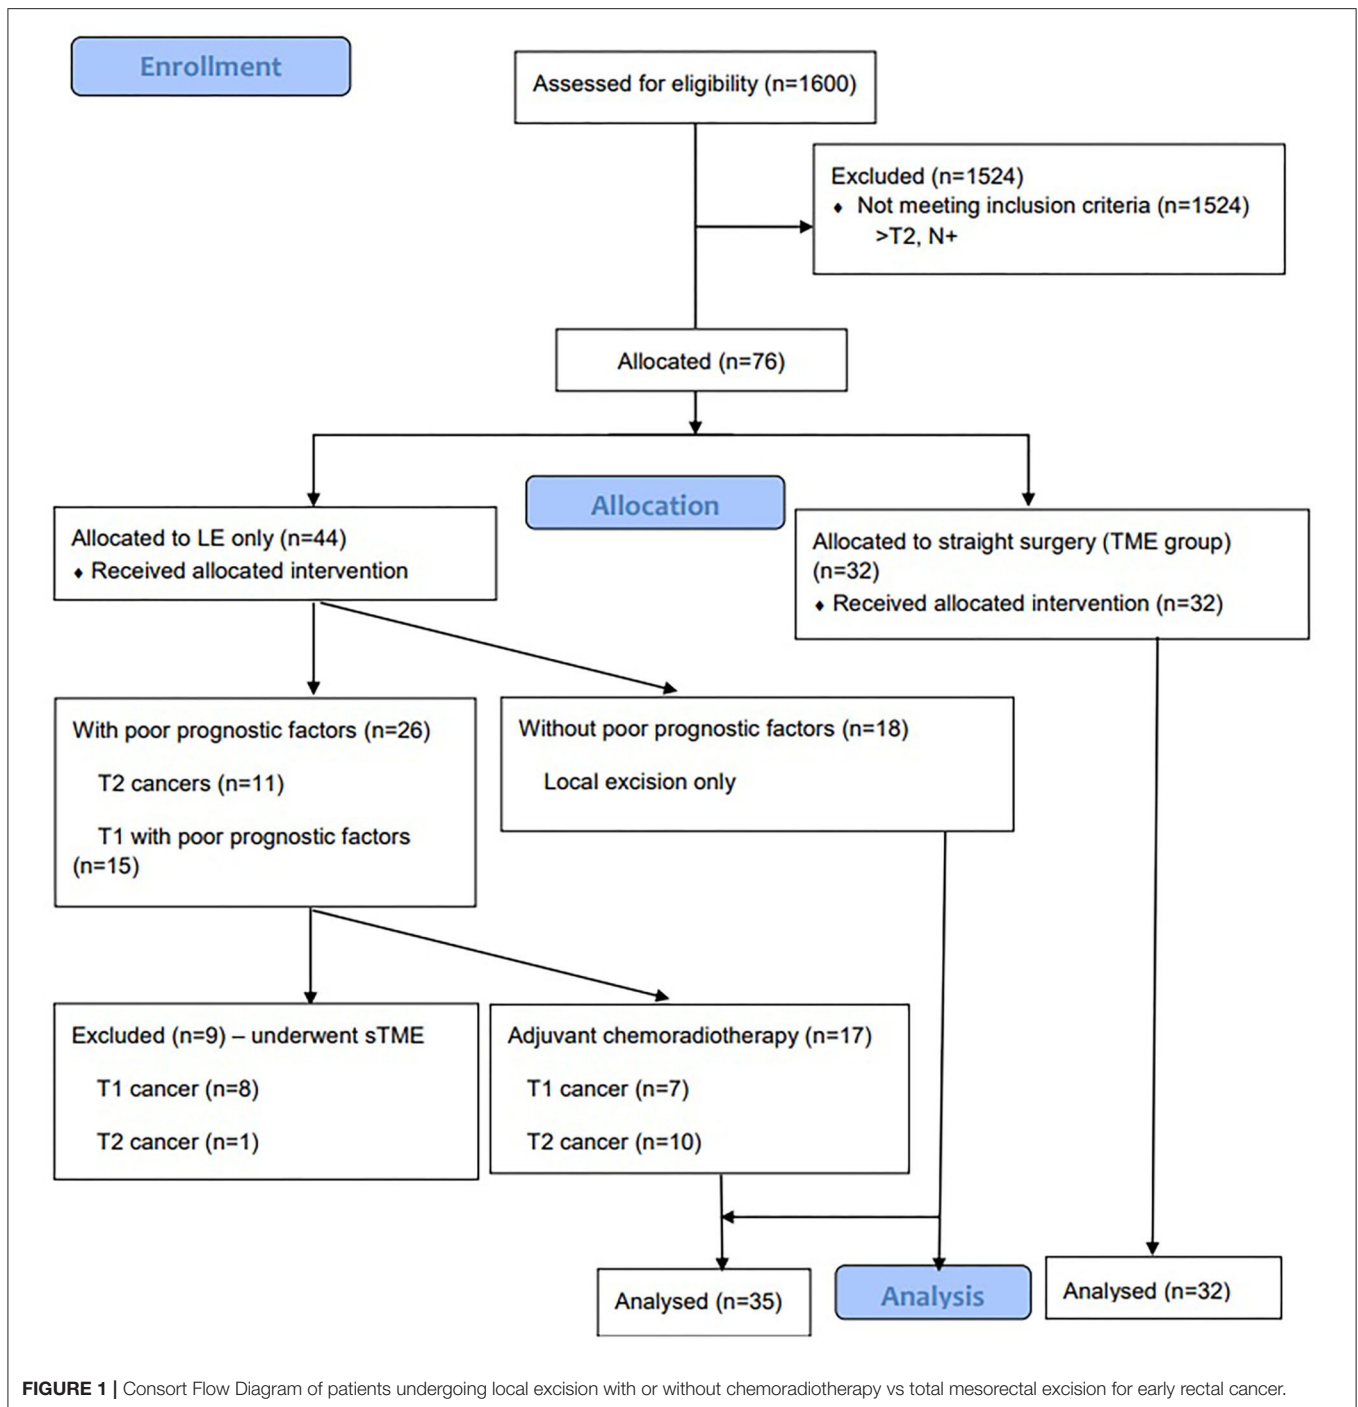 Enrollment
Assessed for eligibility (n=1600)
Excluded (n=1524)
♦ Not meeting inclusion criteria (n=1524)
>T2, N+
Allocated (n=76)
Allocation
Allocated to LE only (n=44)
♦ Received allocated intervention
Allocated to straight surgery (TME group)
(n=32)
♦ Received allocated intervention (n=32)
With poor prognostic factors (n=26)
T2 cancers (n=11)
T1 with poor prognostic factors
(n=15)
Without poor prognostic factors (n=18)
Local excision only
Excluded (n=9) – underwent sTME
T1 cancer (n=8)
T2 cancer (n=1)
Adjuvant chemoradiotherapy (n=17)
T1 cancer (n=7)
T2 cancer (n=10)
Analysed (n=35)
Analysis
Analysed (n=32)
FIGURE 1 | Consort Flow Diagram of patients undergoing local excision with or without chemoradiotherapy vs total mesorectal excision for early rectal cancer.